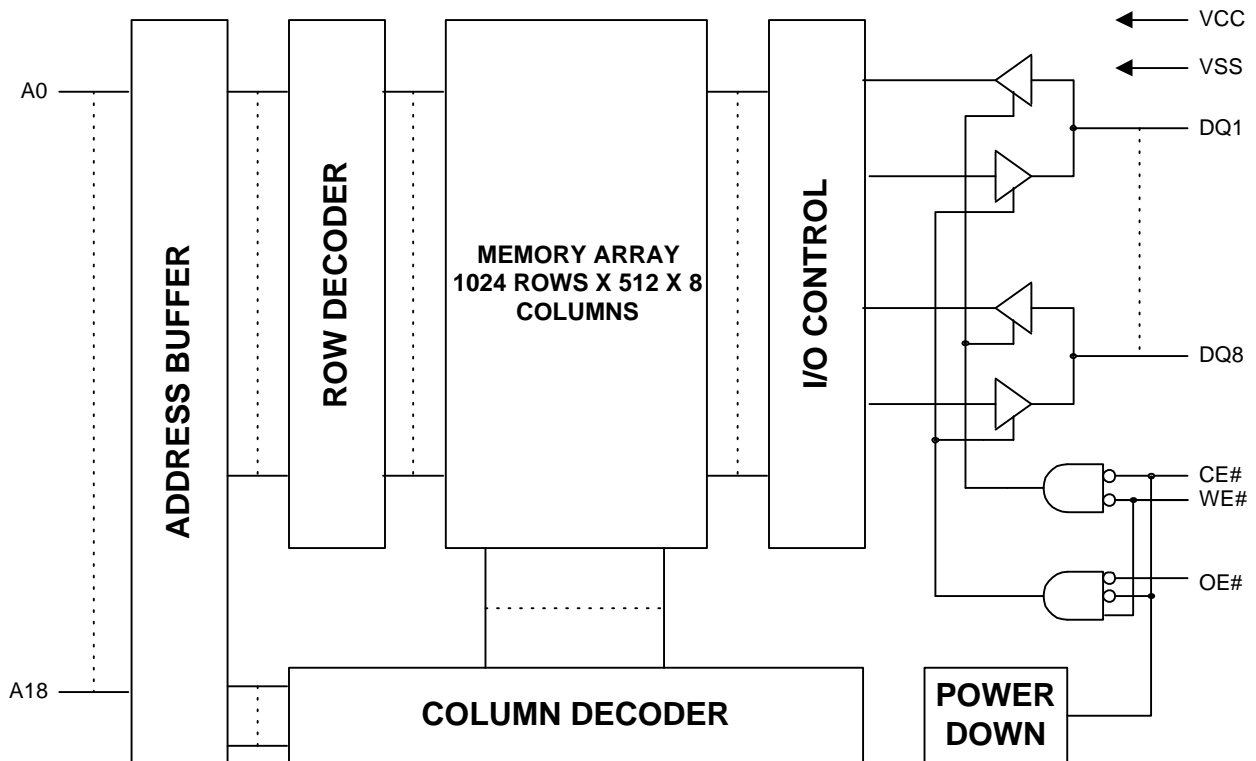 VCC
VSS
A0
DQ1
ADDRESS BUFFER
ROW DECODER
MEMORY ARRAY
1024 ROWS X 512 X 8
COLUMNS
I/O CONTROL
DQ8
CE#
WE#
OE#
A18
COLUMN DECODER
POWER
DOWN